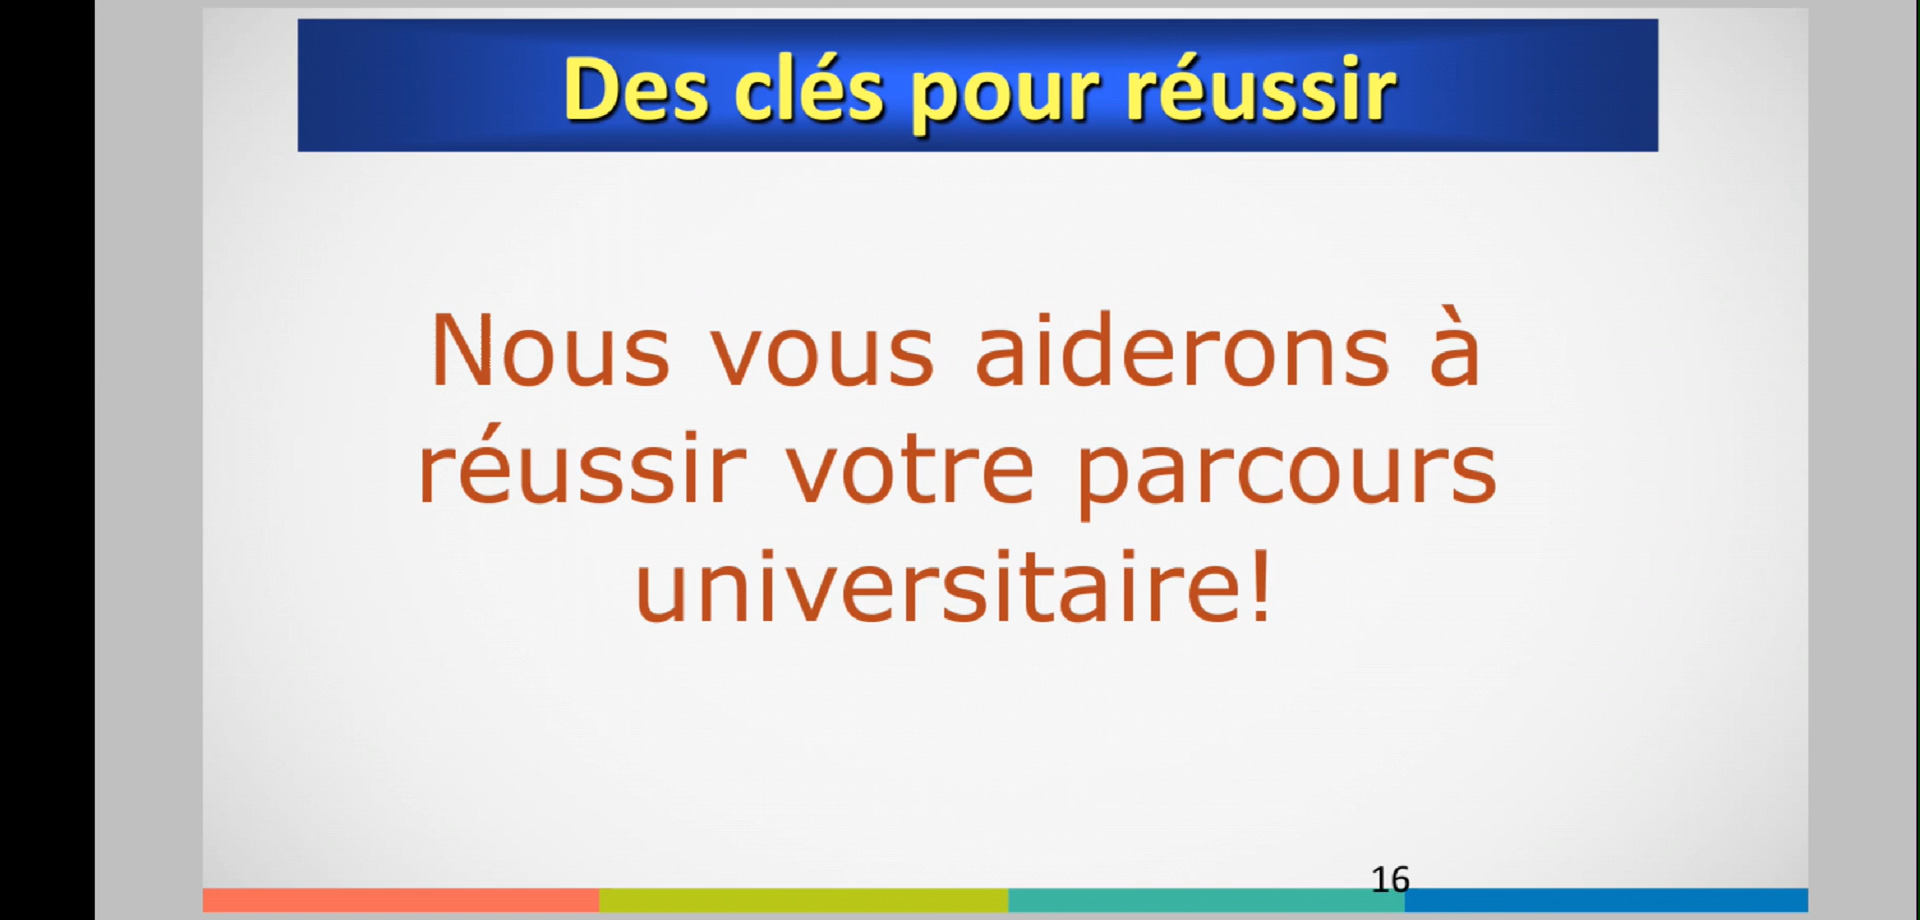 Des clés pour réussir
Nous vous aiderons à
réussir votre parcours
universitaire!
16